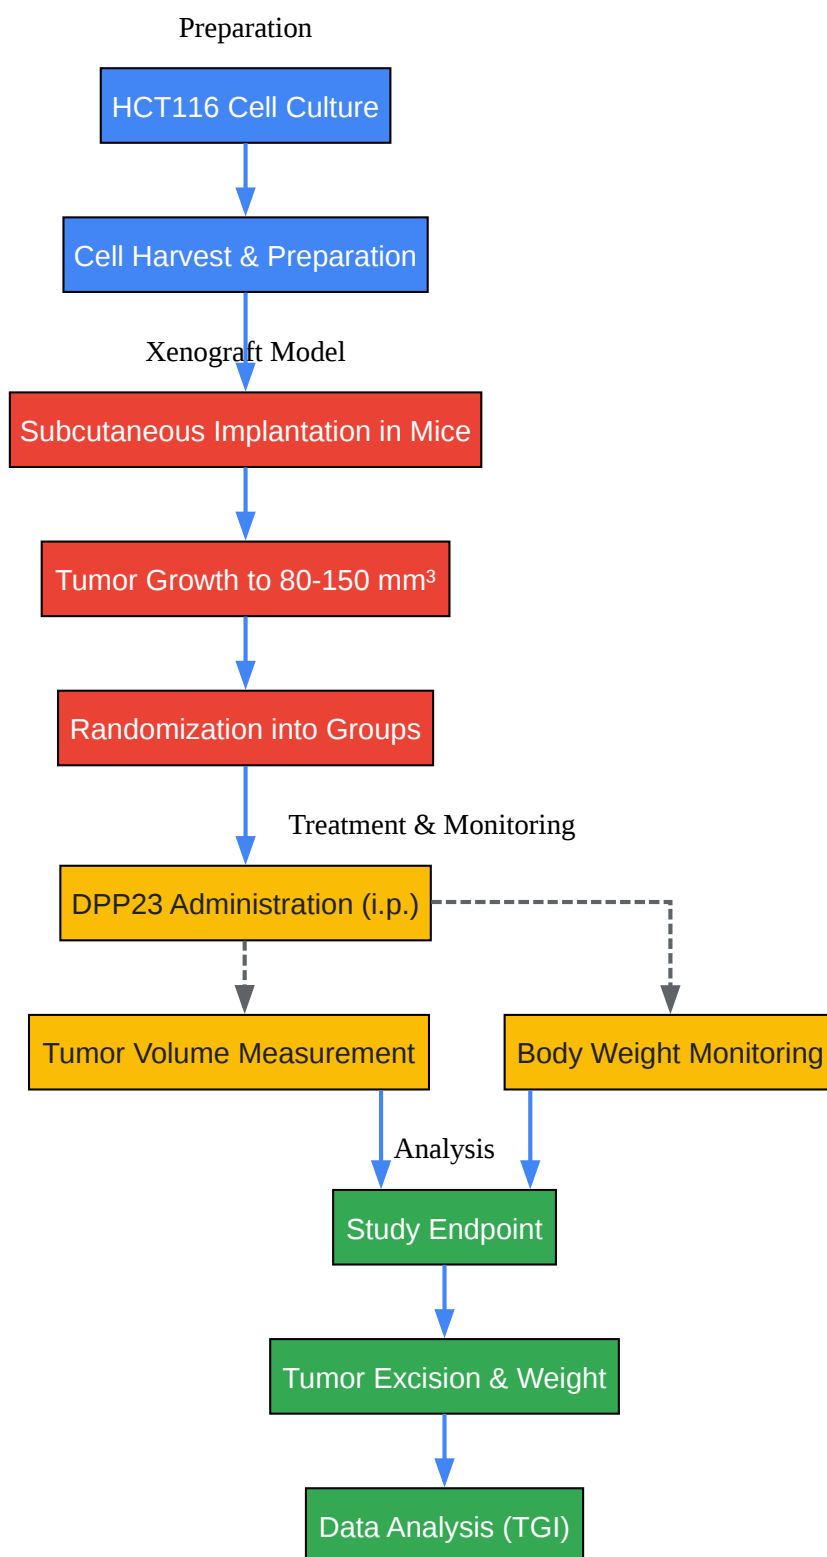 Preparation
HCT116 Cell Culture
Cell Harvest & Preparation
Xenograft Model
Subcutaneous Implantation in Mice
Tumor Growth to 80-150 mm³
Randomization into Groups
Treatment & Monitoring
DPP23 Administration (i.p.)
Tumor Volume Measurement
Body Weight Monitoring
Analysis
Study Endpoint
Tumor Excision & Weight
Data Analysis (TGI)